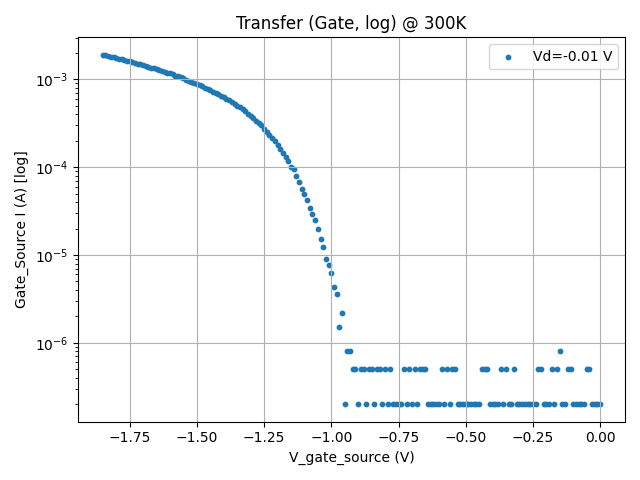 Transfer (Gate, log) @ 300K
Vd=-0.01 V
Gate_Source I (A) [log]
10⁻³
10⁻⁴
10⁻⁵
10⁻⁶
−1.75 −1.50 −1.25 −1.00 −0.75 −0.50 −0.25 0.00
V_gate_source (V)